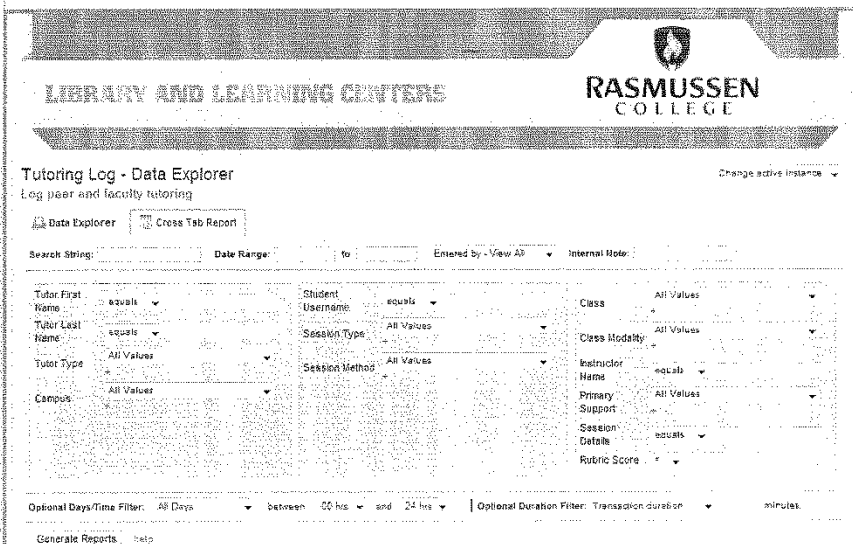 LIBRARY AND LEARNING CENTERS
RASMUSSEN
COLLEGE
Tutoring Log - Data Explorer
Change active instance
Log peer and faculty tutoring
Data Explorer
Cross Tab Report
Search String:
Date Range:
to
Entered by - View All
Internal Note:
Tutor First Name
equals
Tutor Last Name
equals
Tutor Type
All Values
+
Campus
All Values
+
Student Username
equals
Session Type
All Values
+
Session Method
All Values
+
Class
All Values
+
Class Modality
All Values
+
Instructor Name
equals
Primary Support
All Values
+
Session Details
equals
Rubric Score
Optional Days/Time Filter: All Days between 00 hrs and 24 hrs
Optional Duration Filter: Transaction duration minutes.
Generate Reports help